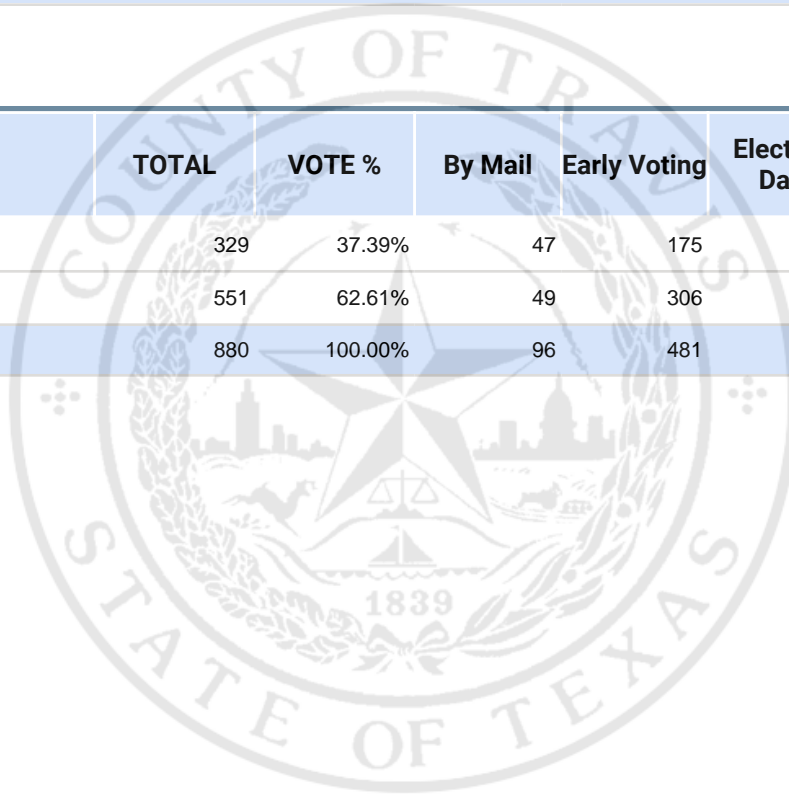 COUNTY OF TRAVIS
TOTAL VOTE % By Mail Early Voting
329 37.39% 47 175
551 62.61% 49 306
880 100.00% 96 481
1839
STATE OF TEXAS